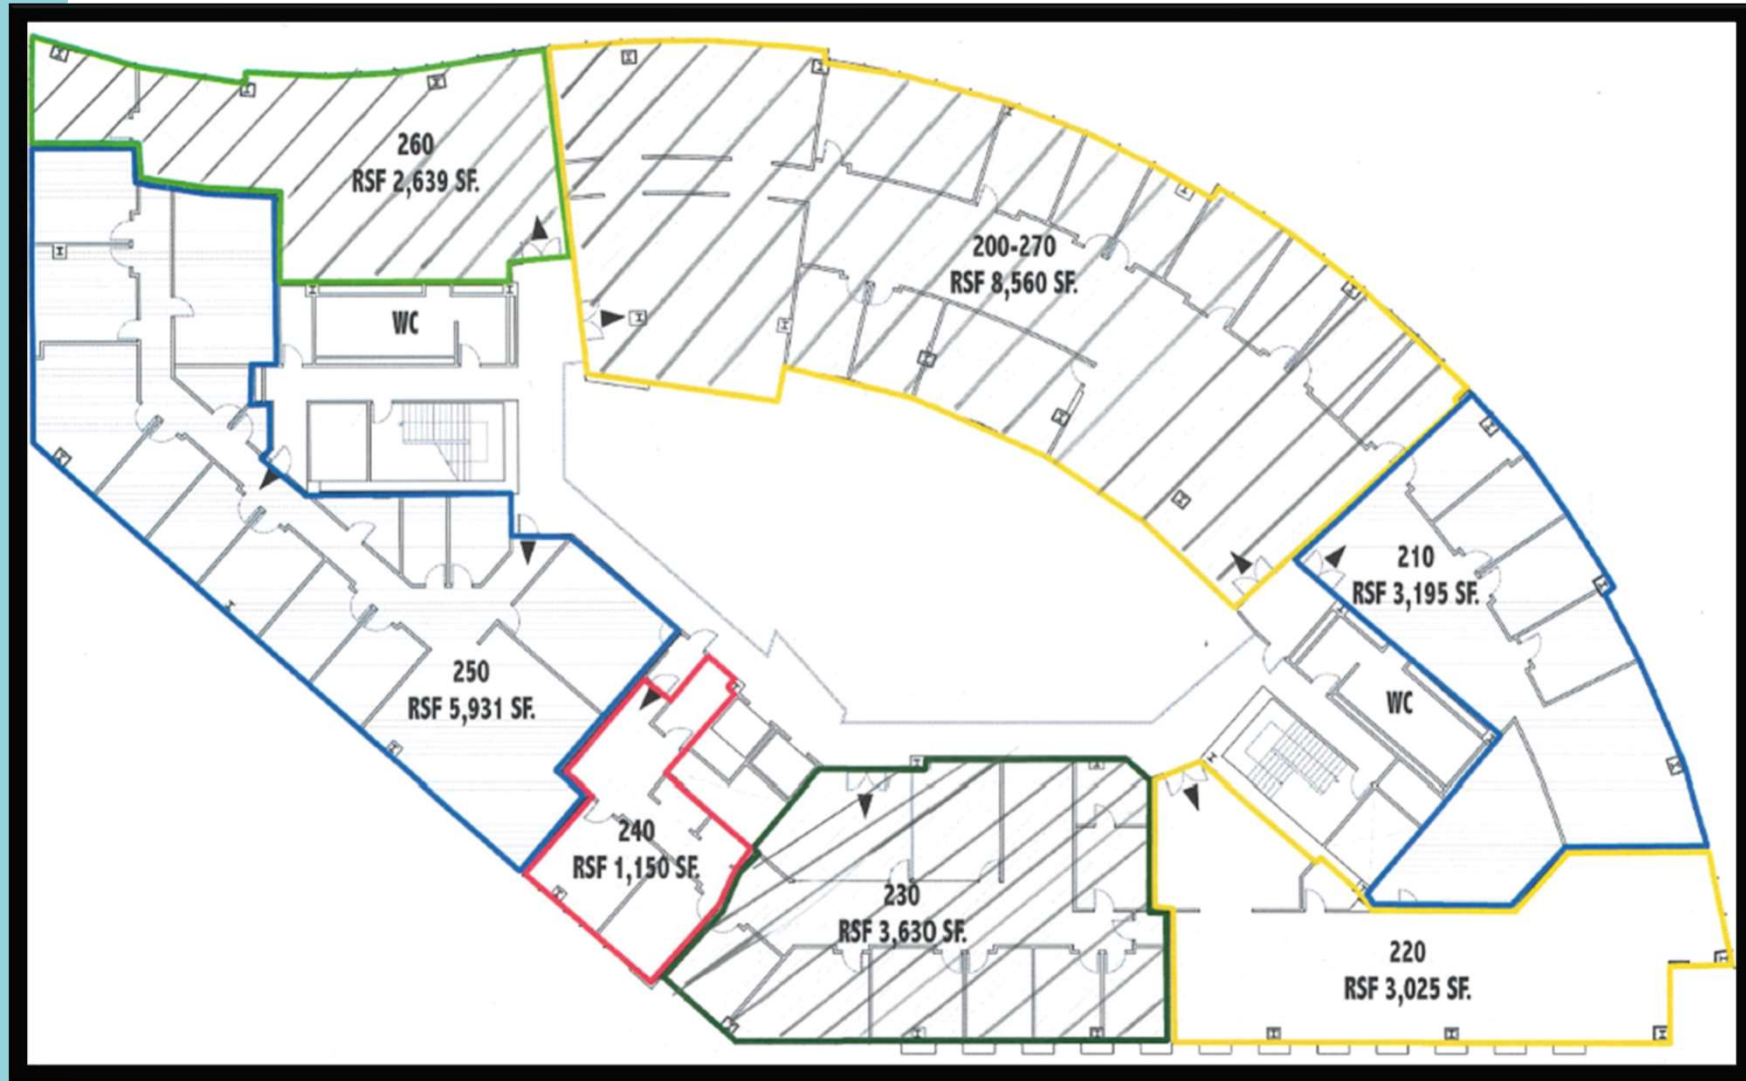 260
RSF 2,639 SF.
200-270
RSF 8,560 SF.
WC
210
RSF 3,195 SF.
250
RSF 5,931 SF.
WC
240
RSF 1,150 SF.
230
RSF 3,630 SF.
220
RSF 3,025 SF.